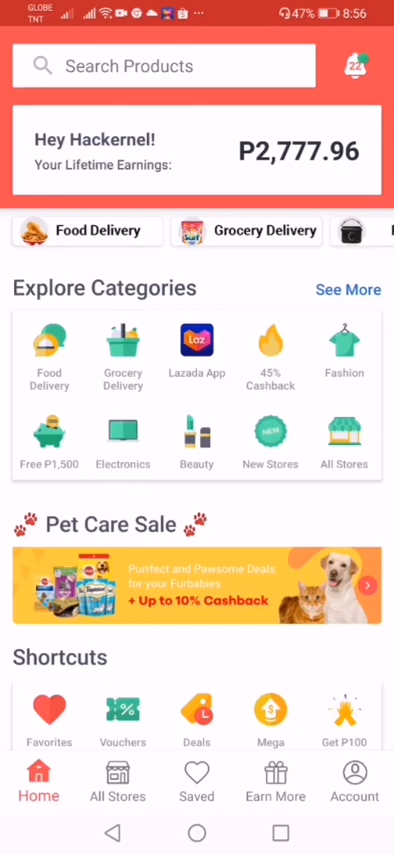 GLOBE
TNT
47%
8:56
Search Products
22
Hey Hackernel!
Your Lifetime Earnings:
P2,777.96
Food Delivery
Surf
Grocery Delivery
Explore Categories
See More
Food
Delivery
Grocery
Delivery
Laz
Lazada App
45%
Cashback
Fashion
Free P1,500
Electronics
Beauty
NEW
New Stores
All Stores
Pet Care Sale
Purrfect and Pawsome Deals
for your Furbabies
+ Up to 10% Cashback
Shortcuts
Favorites
Vouchers
Deals
Mega
Get P100
Home
All Stores
Saved
Earn More
Account